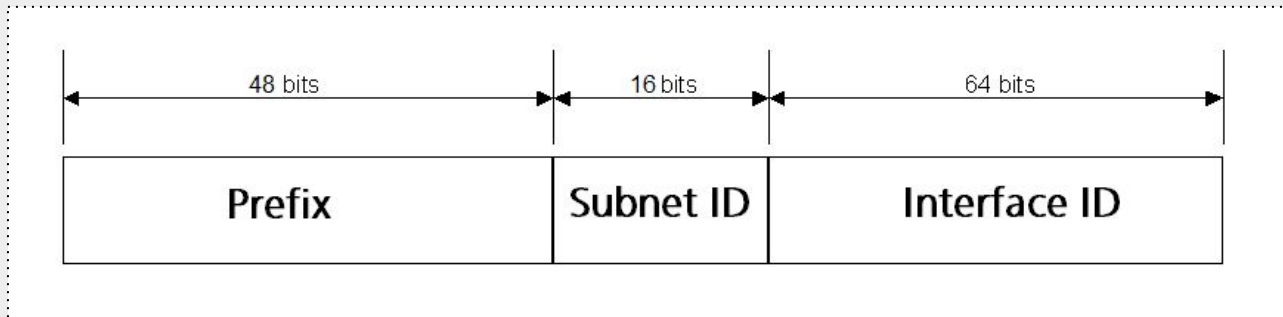 48 bits 16 bits 64 bits
Prefix Subnet ID Interface ID